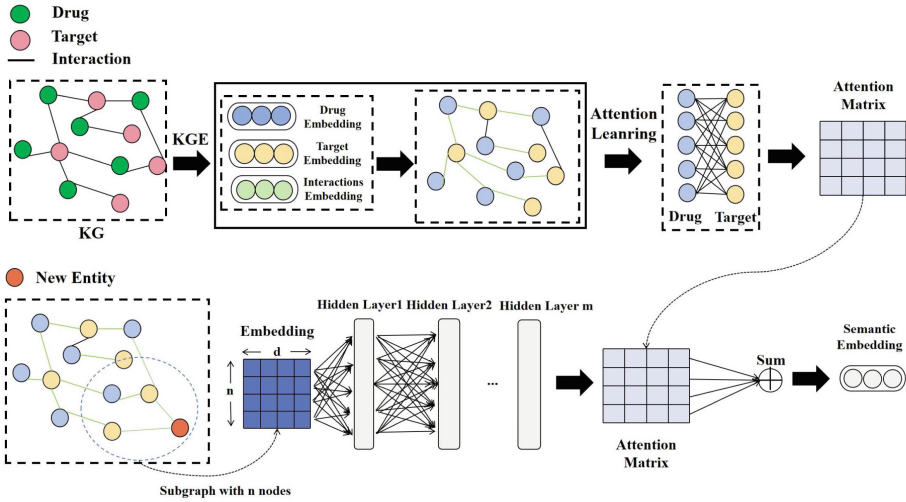 Drug
Target
Interaction
KG
KGE
Drug
Embedding
Target
Embedding
Interactions
Embedding
Attention
Leanring
Drug
Target
Attention
Matrix
New Entity
Subgraph with n nodes
Embedding
d
n
Hidden Layer1
Hidden Layer2
...
Hidden Layer m
Attention
Matrix
Sum
Semantic
Embedding